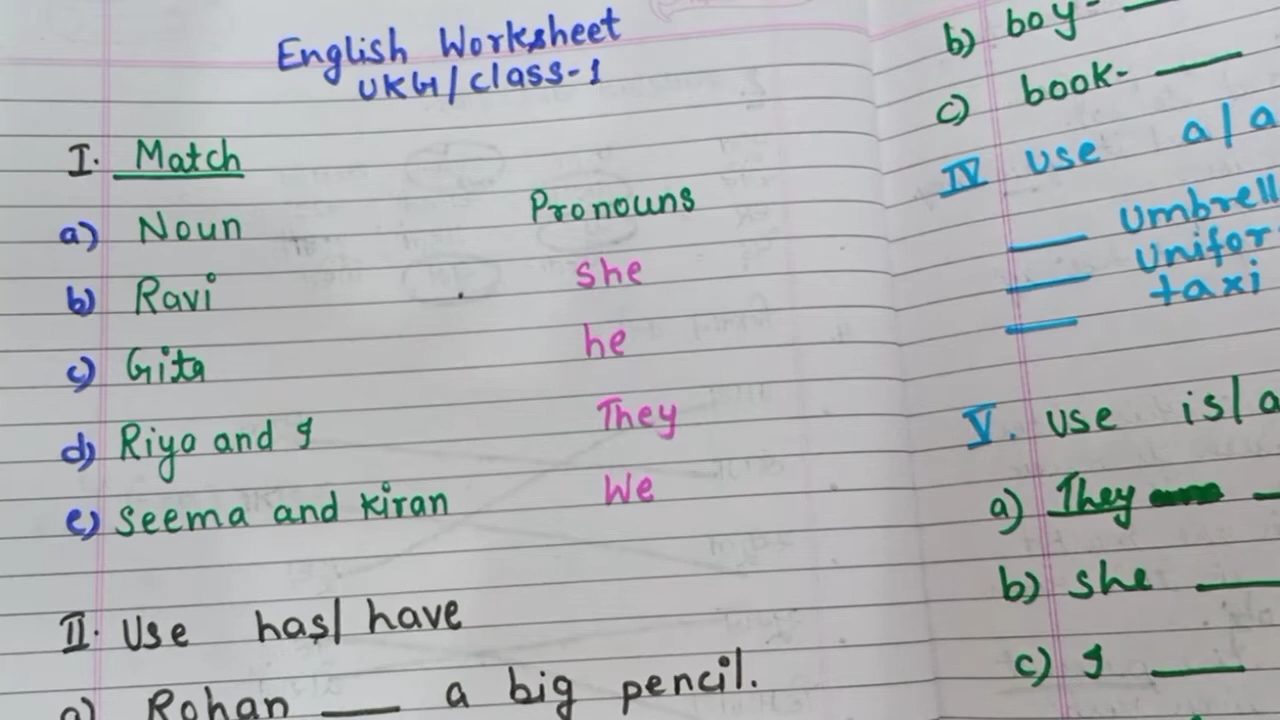 English Worksheet
UKG/class-1
I. Match
a) Noun Pronouns
b) Ravi she
c) Gita he
d) Riya and I They
e) Seema and Kiran We
II. Use has/have
a) Rohan ___ a big pencil.
b) boy- ___
c) book- ___
IV Use a/a
___ Umbrell
___ Unifor
___ taxi
V. Use is/a
a) They ___
b) she ___
c) I ___